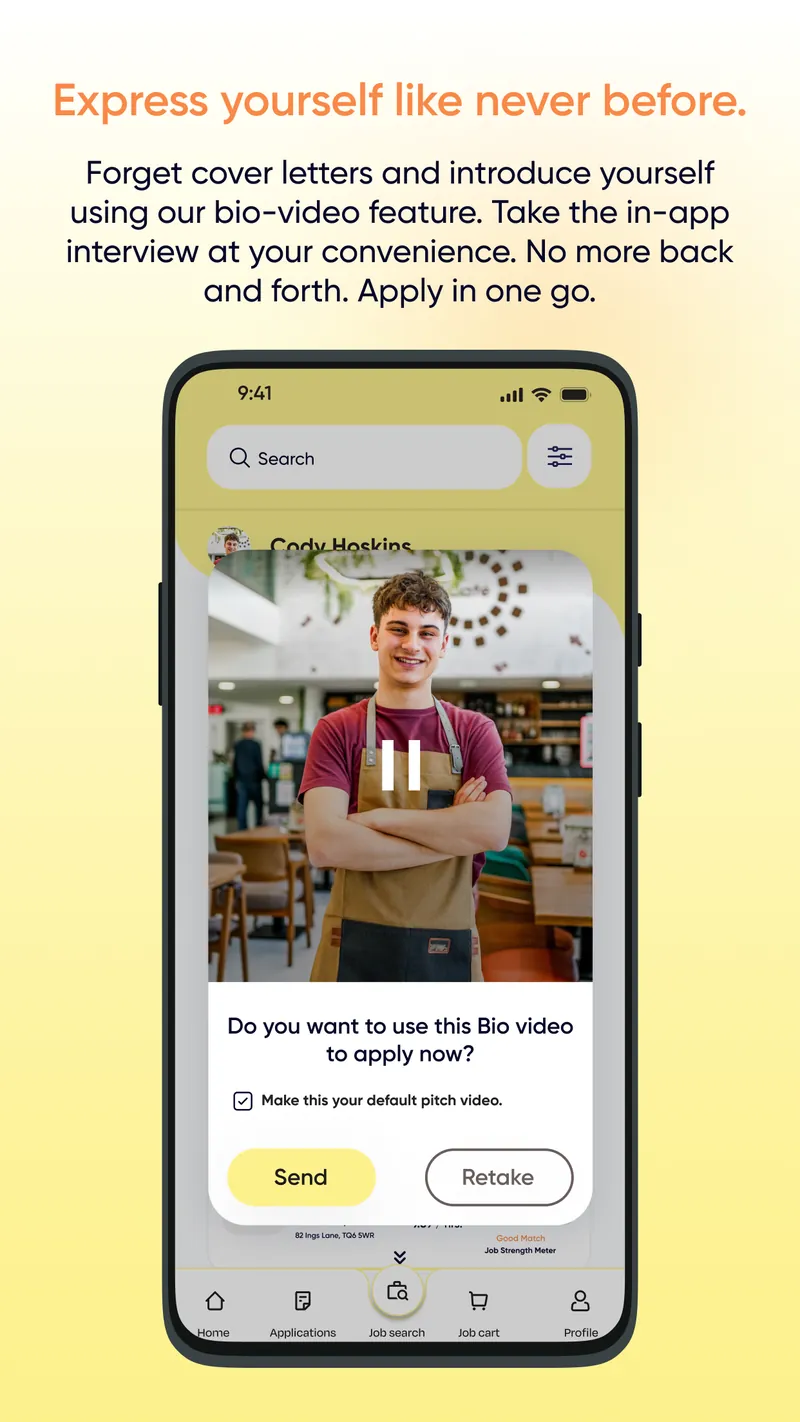 Express yourself like never before.
Forget cover letters and introduce yourself
using our bio-video feature. Take the in-app
interview at your convenience. No more back
and forth. Apply in one go.
9:41
Search
Cody Hoskins
Do you want to use this Bio video
to apply now?
Make this your default pitch video.
Send
Retake
82 Ings Lane, TQ6 5WR
/ Hrs.
Good Match
Job Strength Meter
Home
Applications
Job search
Job cart
Profile